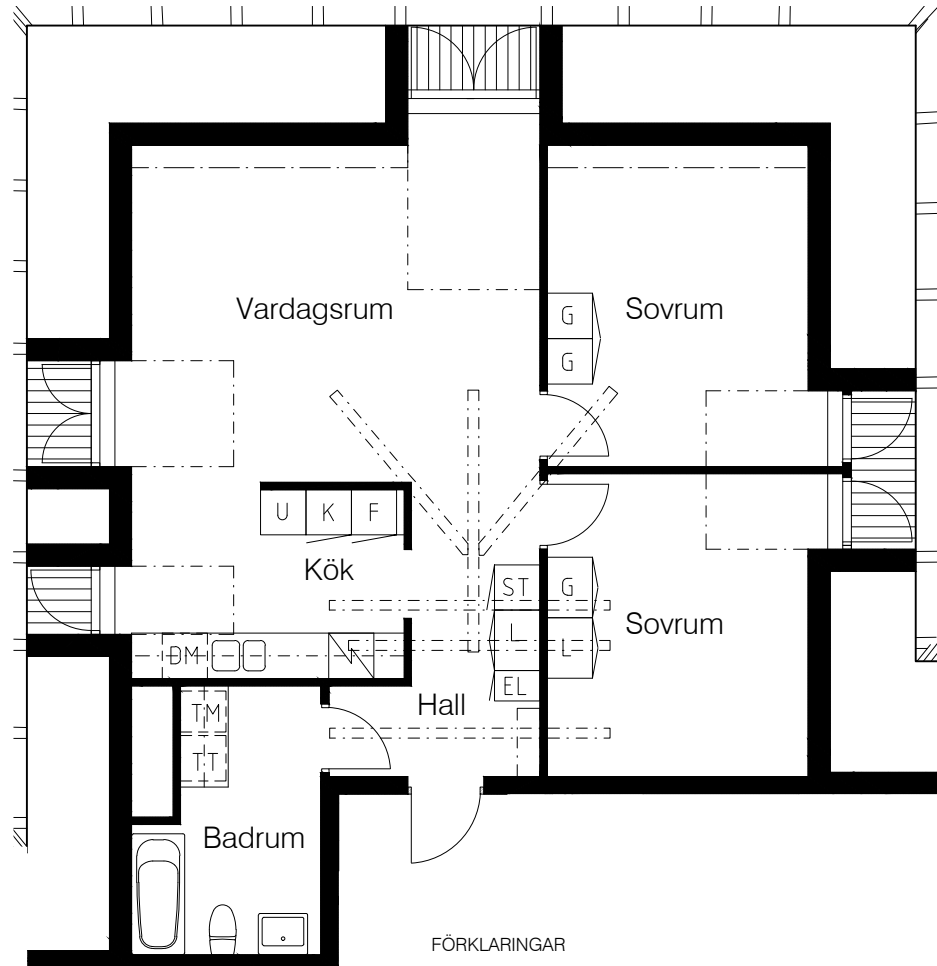 Vardagsrum
Sovrum
G
G
U K F
Kök
ST
G
L
L
Sovrum
DM
EL
Hall
TM
TT
Badrum
FÖRKLARINGAR